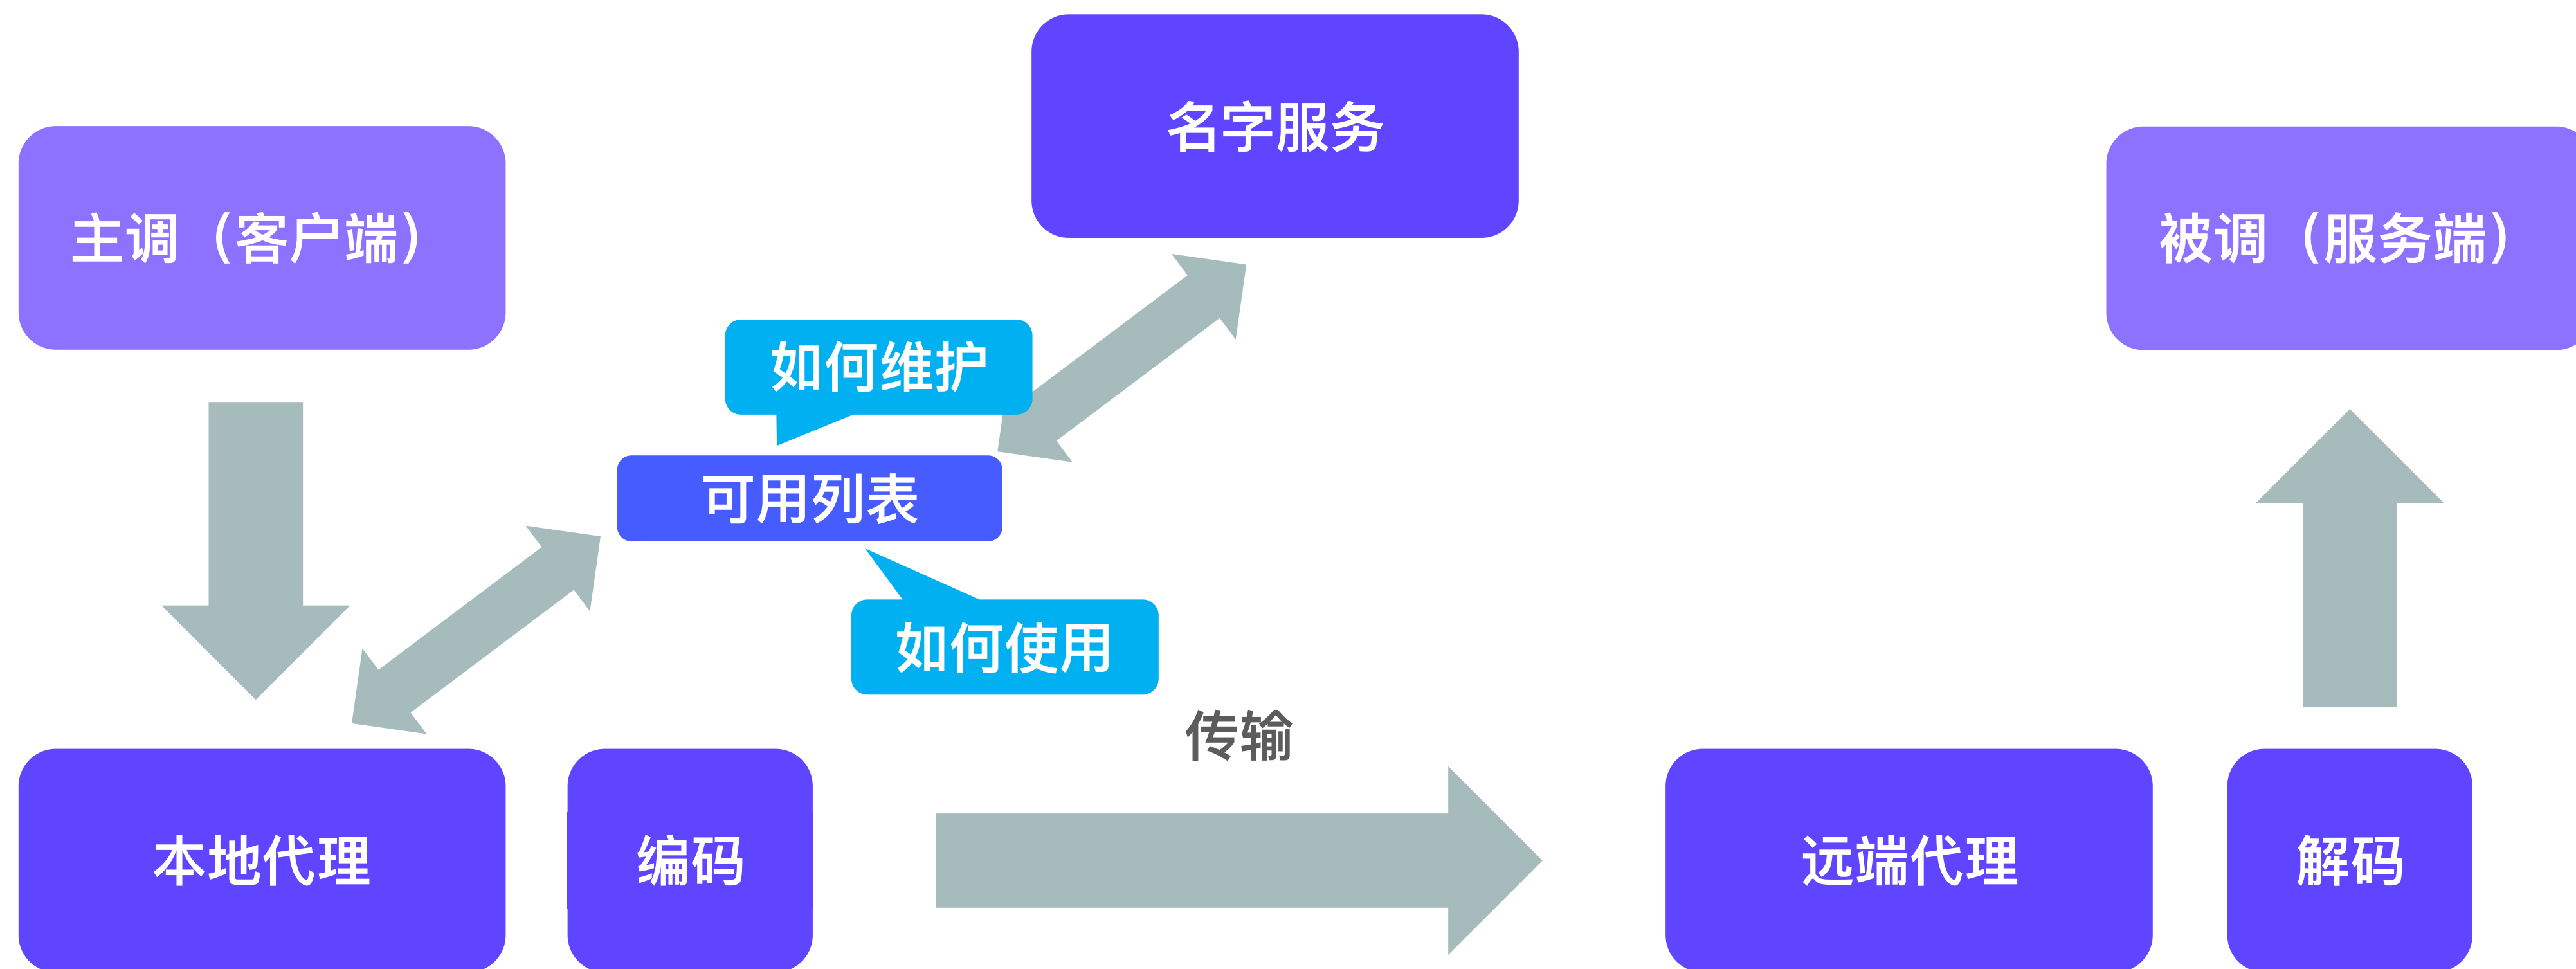 名字服务
主调（客户端）
被调（服务端）
如何维护
可用列表
如何使用
传输
本地代理
编码
远端代理
解码